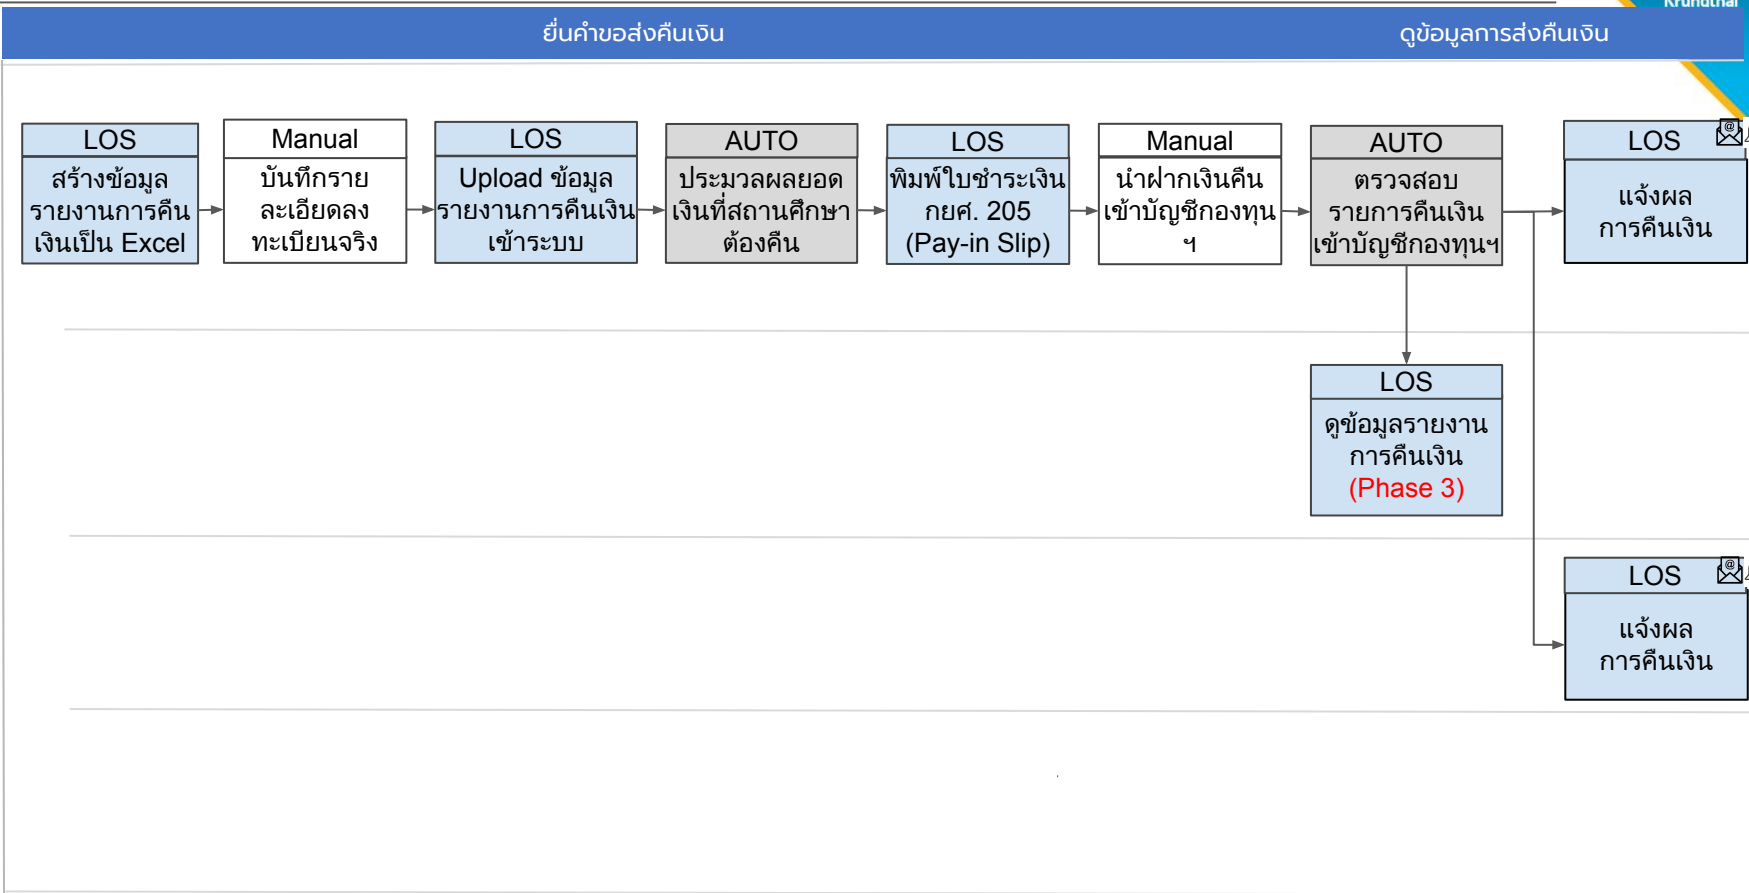 Krungthai
ยื่นคำขอส่งคืนเงิน
ดูข้อมูลการส่งคืนเงิน
LOS
สร้างข้อมูล
รายงานการคืน
เงินเป็น Excel
Manual
บันทึกราย
ละเอียดลง
ทะเบียนจริง
LOS
Upload ข้อมูล
รายงานการคืนเงิน
เข้าระบบ
AUTO
ประมวลผลยอด
เงินที่สถานศึกษา
ต้องคืน
LOS
พิมพ์ใบชำระเงิน
กยศ. 205
(Pay-in Slip)
Manual
นำฝากเงินคืน
เข้าบัญชีกองทุน
ฯ
AUTO
ตรวจสอบ
รายการคืนเงิน
เข้าบัญชีกองทุนฯ
LOS
แจ้งผล
การคืนเงิน
LOS
ดูข้อมูลรายงาน
การคืนเงิน
(Phase 3)
LOS
แจ้งผล
การคืนเงิน